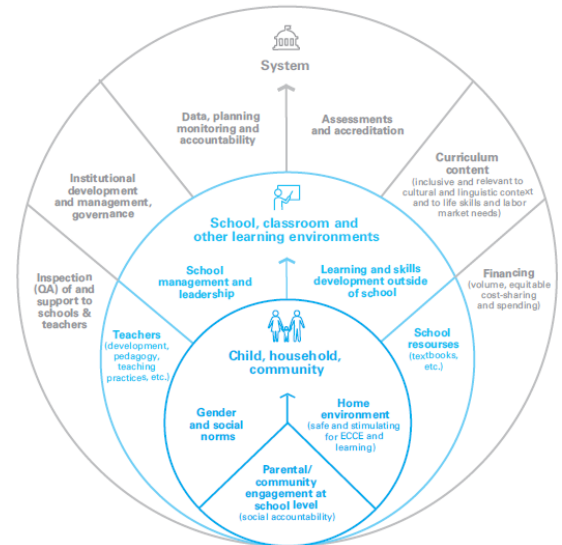 System
Data, planning
monitoring and
accountability
Assessments
and accreditation
Institutional
development
and management,
governance
Curriculum
content
(inclusive and relevant to
cultural and linguistic context
and to life skills and labor
market needs)
Inspection
(QA) of and
support to
schools &
teachers
Financing
(volume, equitable
cost-sharing
and spending)
School, classroom and
other learning environments
School
management and
leadership
Learning and skills
development outside
of school
Teachers
(development,
pedagogy,
teaching
practices, etc.)
School
resourses
(textbooks,
etc.)
Child, household,
community
Gender
and social
norms
Home
environment
(safe and stimulating
for ECCE and
learning)
Parental/
community
engagement at
school level
(social accountability)